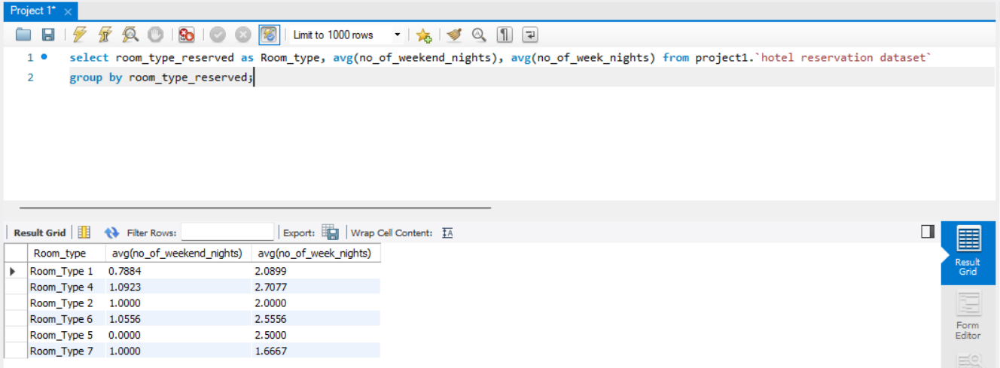 Project 1*
Limit to 1000 rows
1 select room_type_reserved as Room_type, avg(no_of_weekend_nights), avg(no_of_week_nights) from project1.`hotel reservation dataset`
2 group by room_type_reserved;
Result Grid Filter Rows: Export: Wrap Cell Content:
Room_type avg(no_of_weekend_nights) avg(no_of_week_nights)
Room_Type 1 0.7884 2.0899
Room_Type 4 1.0923 2.7077
Room_Type 2 1.0000 2.0000
Room_Type 6 1.0556 2.5556
Room_Type 5 0.0000 2.5000
Room_Type 7 1.0000 1.6667
Result
Grid
Form
Editor